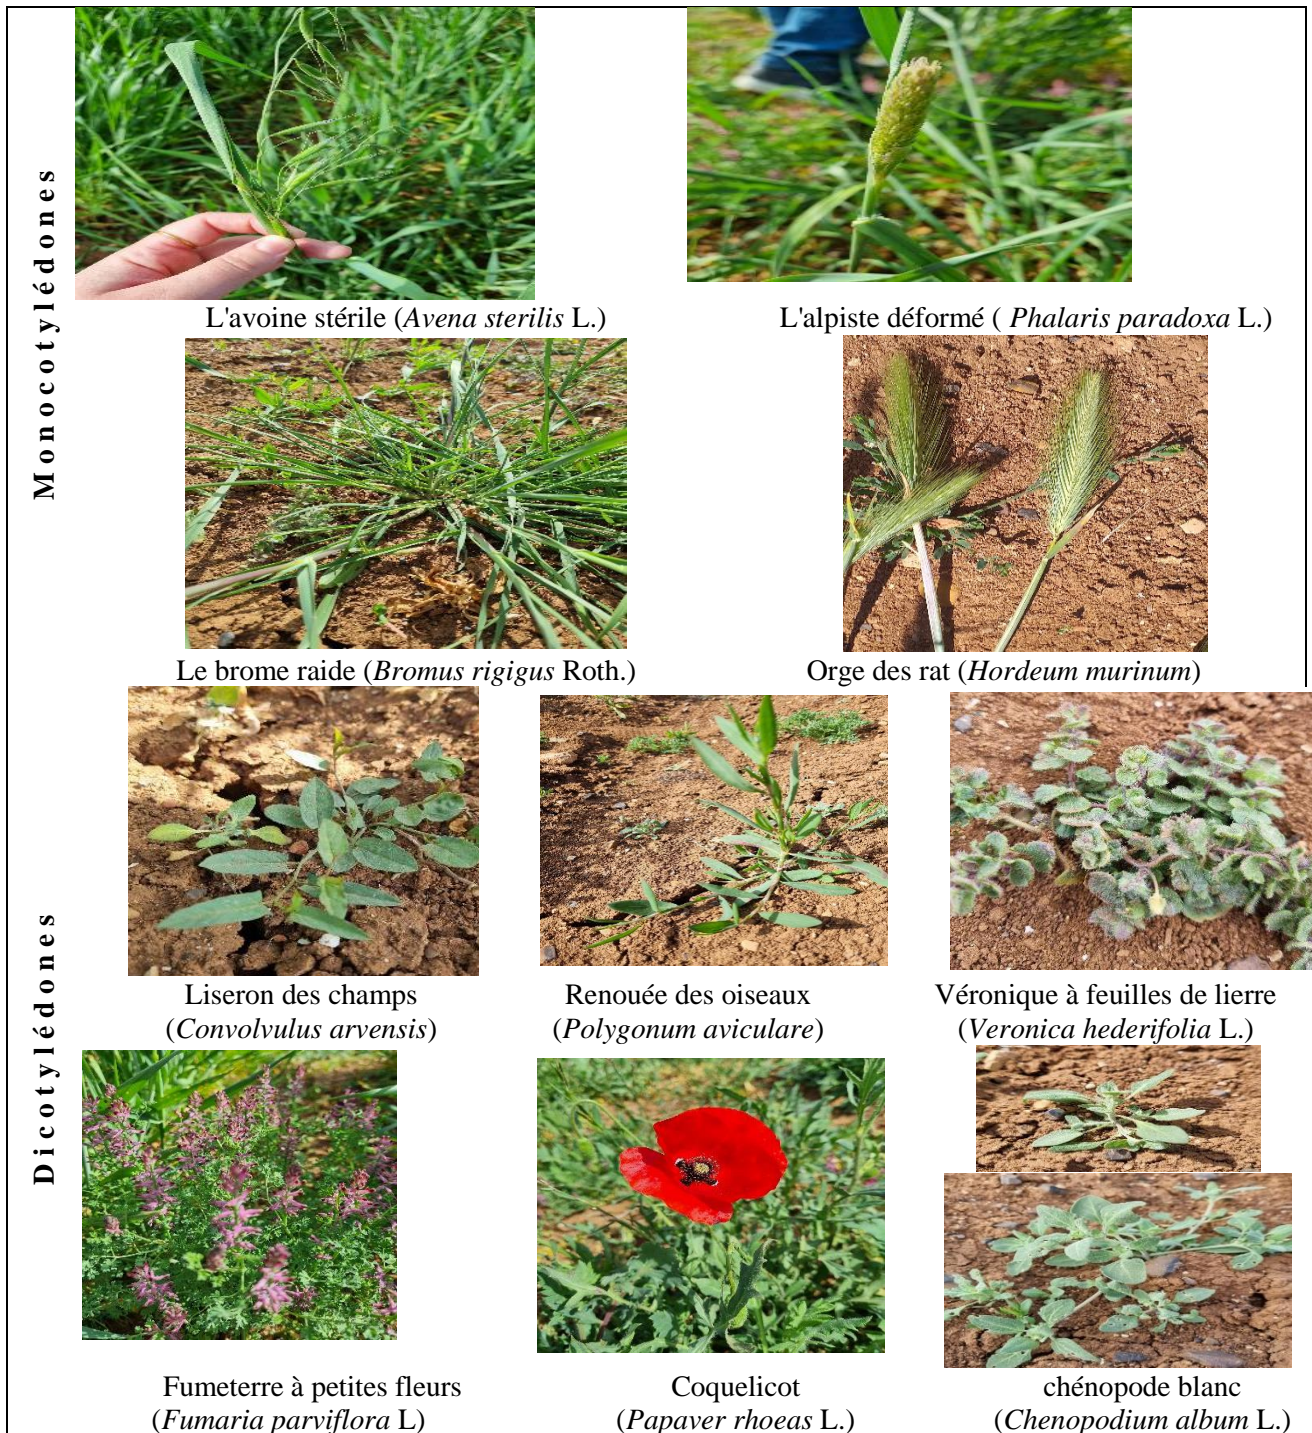 Monocotylédones
L'avoine stérile (Avena sterilis L.)
L'alpiste déformé ( Phalaris paradoxa L.)
Le brome raide (Bromus rigigus Roth.)
Orge des rat (Hordeum murinum)
Dicotylédones
Liseron des champs
(Convolvulus arvensis)
Renouée des oiseaux
(Polygonum aviculare)
Véronique à feuilles de lierre
(Veronica hederifolia L.)
Fumeterre à petites fleurs
(Fumaria parviflora L)
Coquelicot
(Papaver rhoeas L.)
chénopode blanc
(Chenopodium album L.)